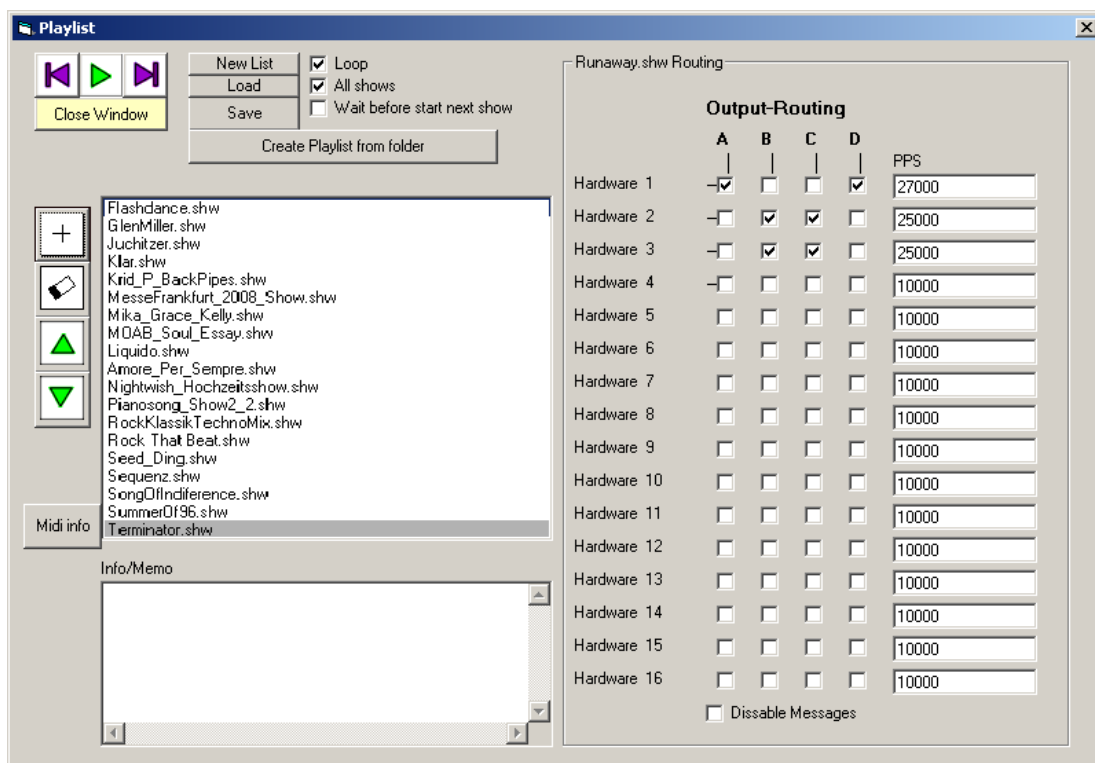 Playlist
New List
Load
Save
Loop
All shows
Wait before start next show
Close Window
Create Playlist from folder
Flashdance.shw
GlenMiller.shw
Juchitzer.shw
Klar.shw
Krid_P_BackPipes.shw
MesseFrankfurt_2008_Show.shw
Mika_Grace_Kelly.shw
MOAB_Soul_Essay.shw
Liquido.shw
Amore_Per_Sempre.shw
Nightwish_Hochzeitsshow.shw
Pianosong_Show2_2.shw
RockKlassikTechnoMix.shw
Rock That Beat.shw
Seed_Ding.shw
Sequenz.shw
SongOfIndiference.shw
SummerOf96.shw
Terminator.shw
Midi info
Info/Memo
Runaway.shw Routing
Output-Routing
A B C D
PPS
Hardware 1 27000
Hardware 2 25000
Hardware 3 25000
Hardware 4 10000
Hardware 5 10000
Hardware 6 10000
Hardware 7 10000
Hardware 8 10000
Hardware 9 10000
Hardware 10 10000
Hardware 11 10000
Hardware 12 10000
Hardware 13 10000
Hardware 14 10000
Hardware 15 10000
Hardware 16 10000
Dissable Messages